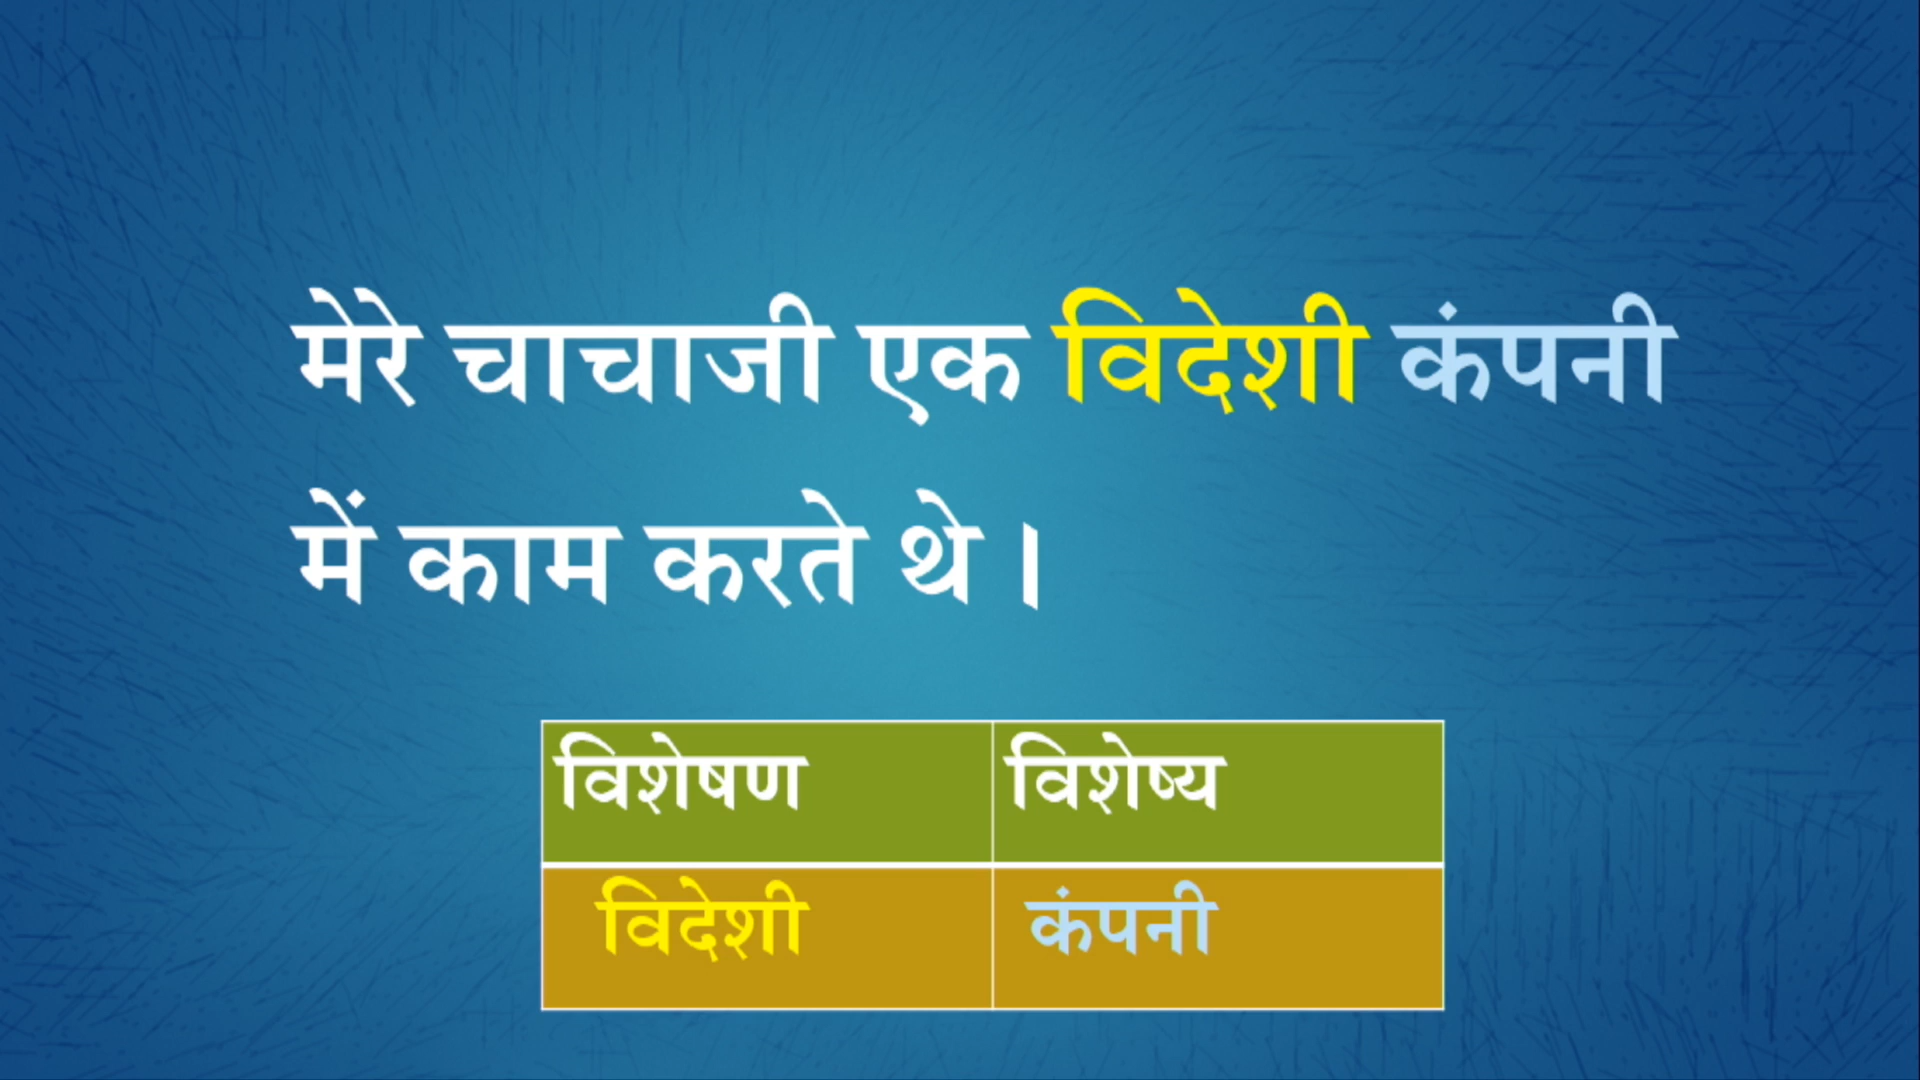 मेरे चाचाजी एक विदेशी कंपनी
में काम करते थे ।
विशेषण विशेष्य
विदेशी कंपनी